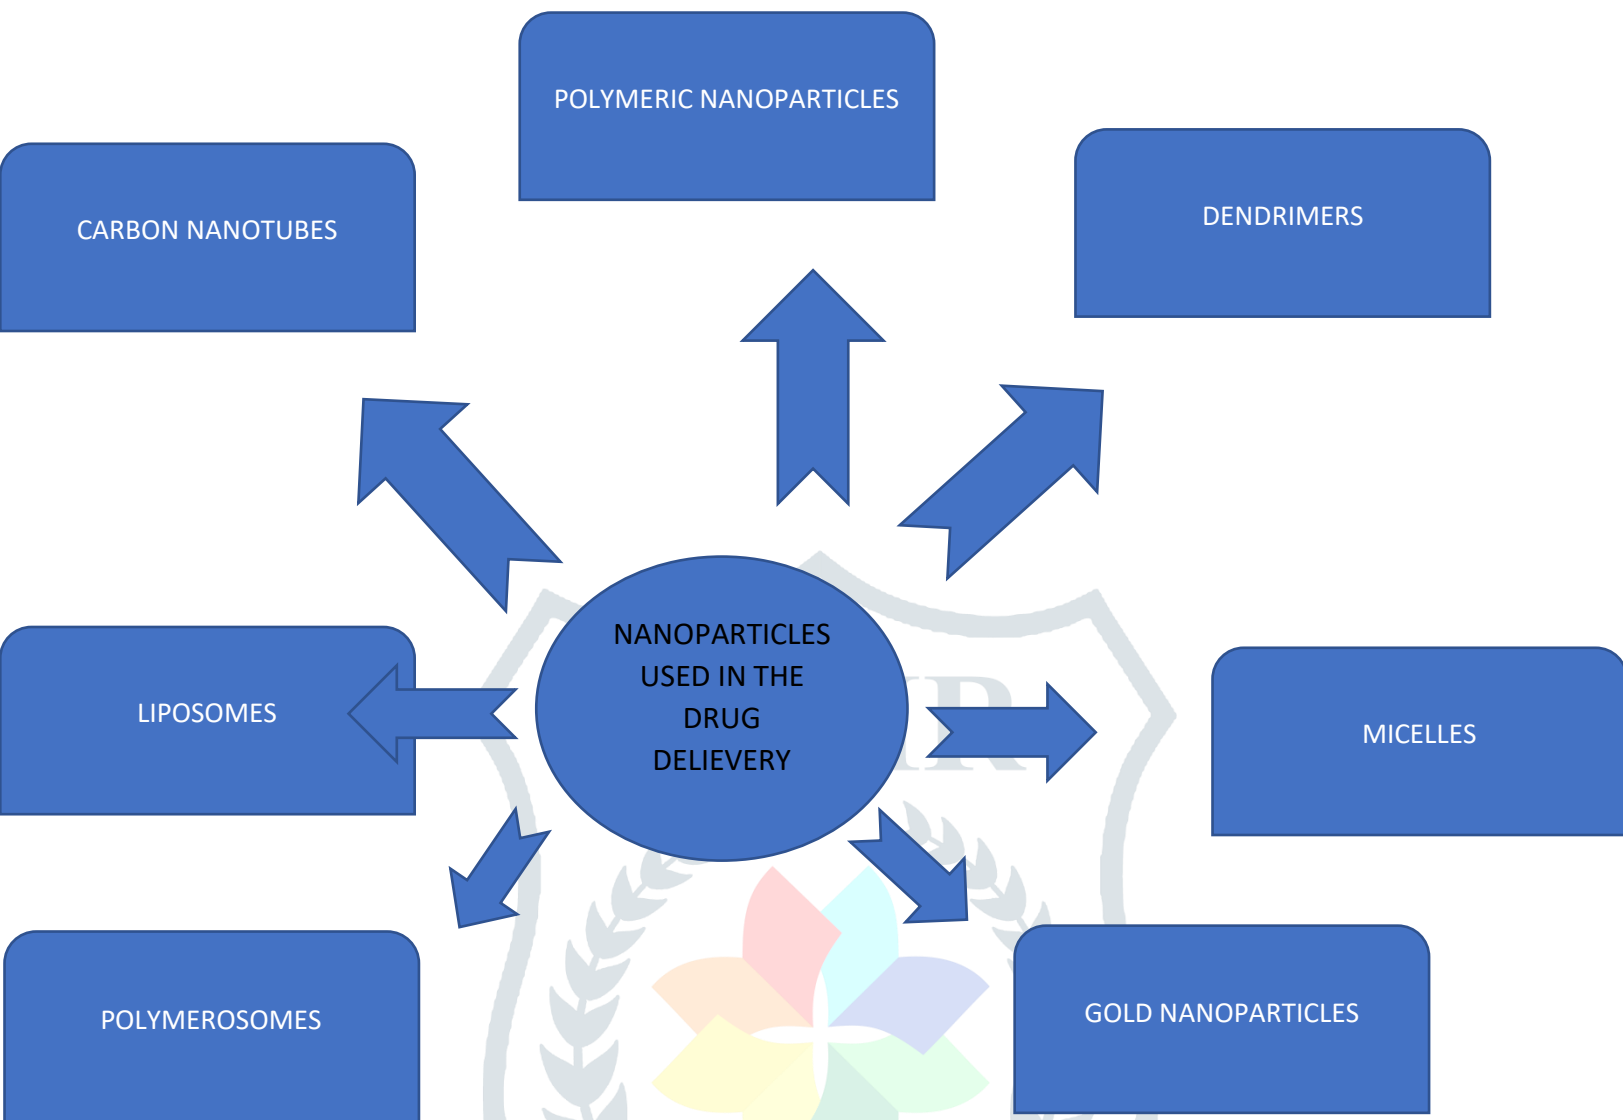 POLYMERIC NANOPARTICLES
CARBON NANOTUBES
DENDRIMERS
NANOPARTICLES
USED IN THE
DRUG
DELIEVERY
LIPOSOMES
MICELLES
POLYMEROSOMES
GOLD NANOPARTICLES